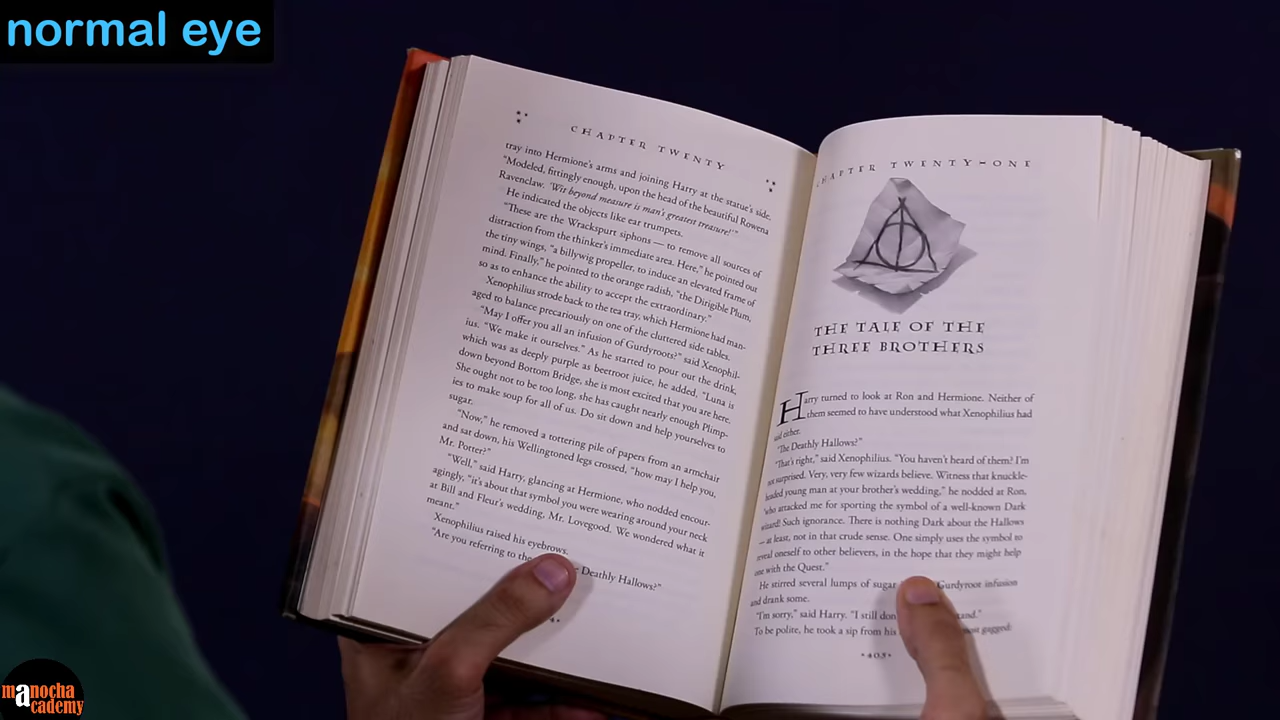 normal eye
CHAPTER TWENTY
tray into Hermione's arms and joining Harry at the statue's side.
"Modeled, fittingly enough, upon the head of the beautiful Rowena
Ravenclaw. 'Wit beyond measure is man's greatest treasure!'"
He indicated the objects like ear trumpets.
"These are the Wrackspurt siphons — to remove all sources of
distraction from the thinker's immediate area. Here," he pointed out
the tiny wings, "a billywig propeller, to induce an elevated frame of
mind. Finally," he pointed to the orange radish, "the Dirigible Plum,
so as to enhance the ability to accept the extraordinary."
Xenophilius strode back to the tea tray, which Hermione had man-
aged to balance precariously on one of the cluttered side tables.
"May I offer you all an infusion of Gurdyroots?" said Xenophil-
ius. "We make it ourselves." As he started to pour out the drink,
which was as deeply purple as beetroot juice, he added, "Luna is
down beyond Bottom Bridge, she is most excited that you are here.
She ought not to be too long, she has caught nearly enough Plimp-
ies to make soup for all of us. Do sit down and help yourselves to
sugar.
"Now," he removed a tottering pile of papers from an armchair
and sat down, his Wellingtoned legs crossed, "how may I help you,
Mr. Potter?"
"Well," said Harry, glancing at Hermione, who nodded encour-
agingly, "it's about that symbol you were wearing around your neck
at Bill and Fleur's wedding, Mr. Lovegood. We wondered what it
meant."
Xenophilius raised his eyebrows.
"Are you referring to the Deathly Hallows?"
CHAPTER TWENTY-ONE
THE TALE OF THE
THREE BROTHERS
Harry turned to look at Ron and Hermione. Neither of
them seemed to have understood what Xenophilius had
said either.
"The Deathly Hallows?"
"That's right," said Xenophilius. "You haven't heard of them? I'm
not surprised. Very, very few wizards believe. Witness that knuckle-
headed young man at your brother's wedding," he nodded at Ron,
"who attacked me for sporting the symbol of a well-known Dark
wizard! Such ignorance. There is nothing Dark about the Hallows
— at least, not in that crude sense. One simply uses the symbol to
reveal oneself to other believers, in the hope that they might help
one with the Quest."
He stirred several lumps of sugar Gurdyroot infusion
and drank some.
"I'm sorry," said Harry. "I still don
To be polite, he took a sip from his gagged:
• 403 •
manocha
academy